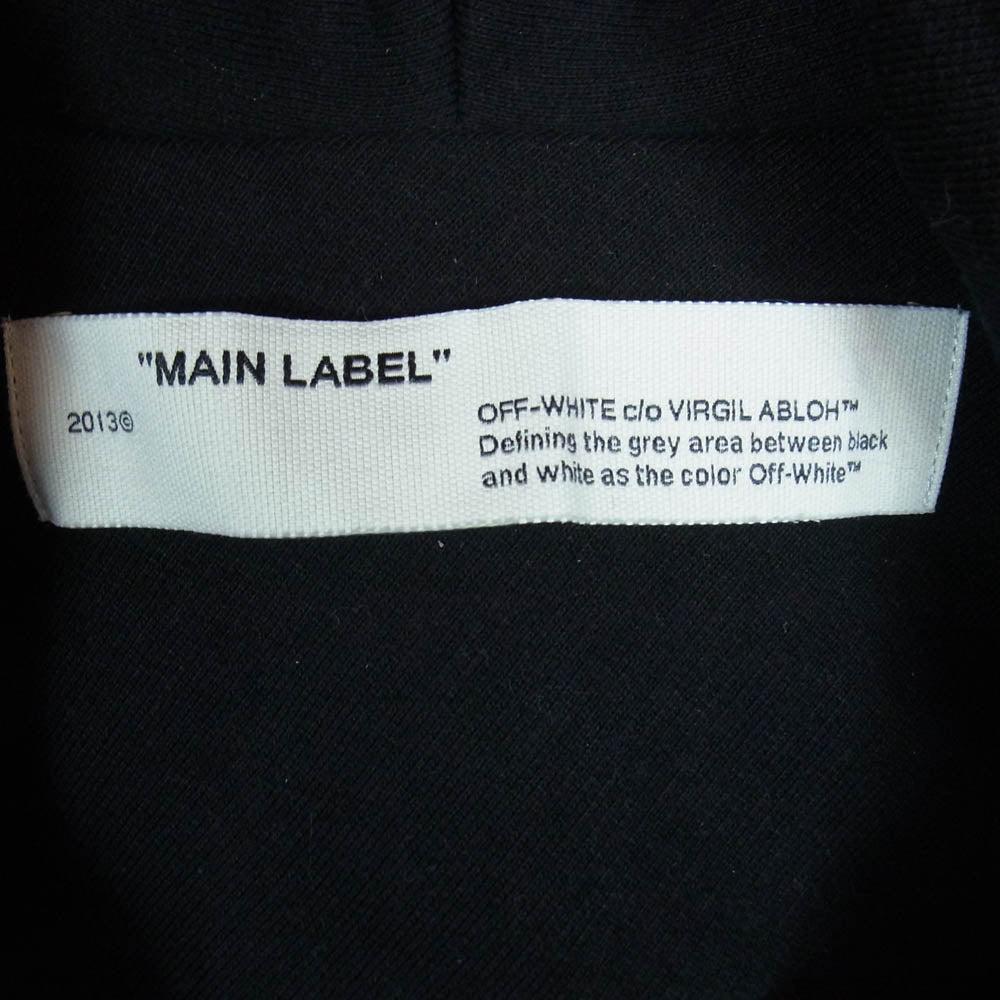 "MAIN LABEL"
2013©
OFF-WHITE c/o VIRGIL ABLOH™
Defining the grey area between black
and white as the color Off-White™